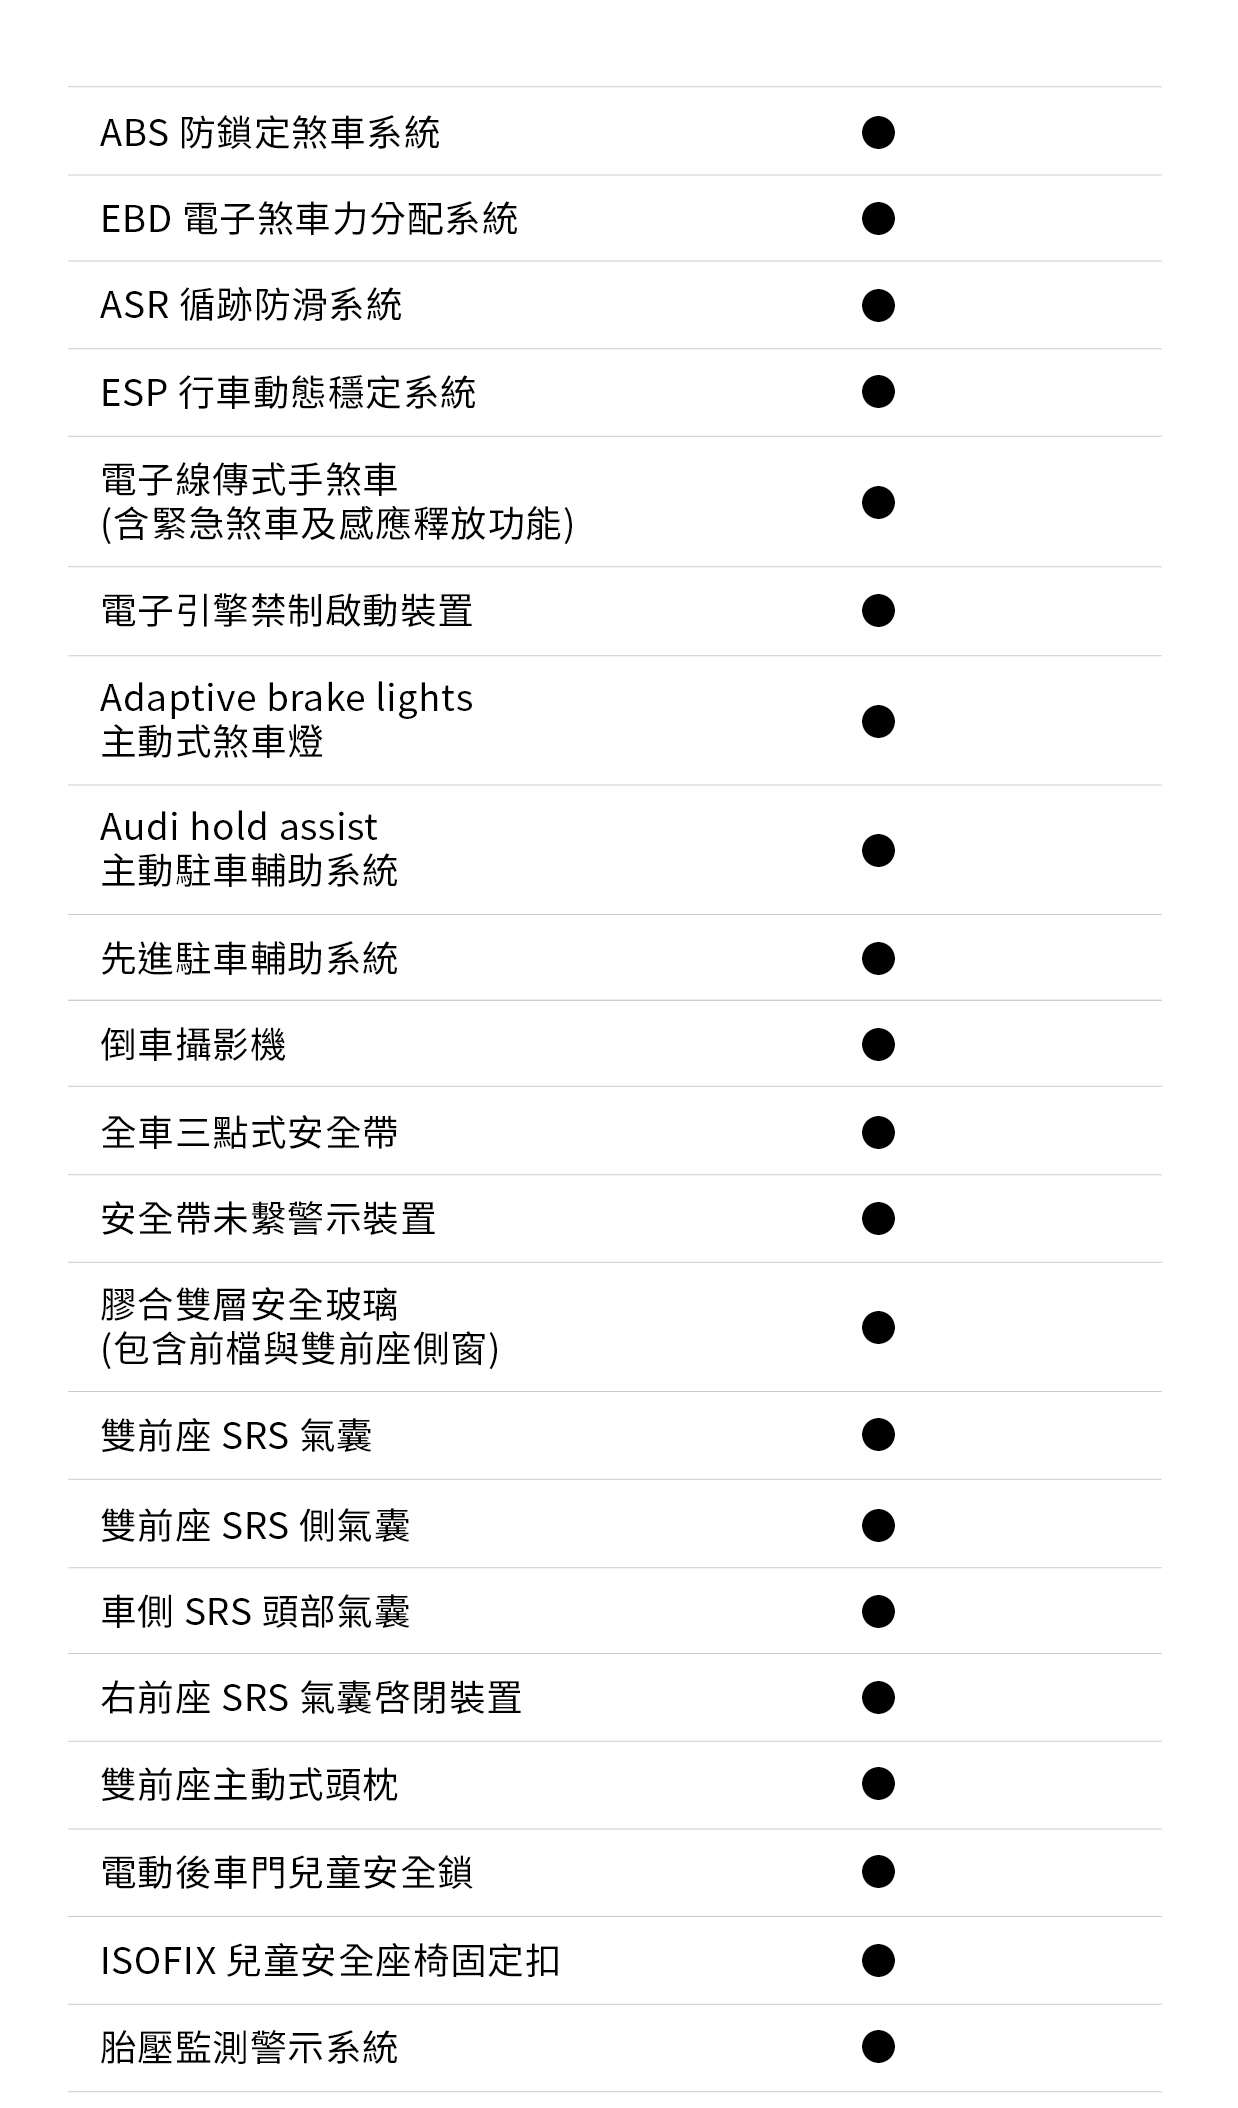 ABS 防鎖定煞車系統
EBD 電子煞車力分配系統
ASR 循跡防滑系統
ESP 行車動態穩定系統
電子線傳式手煞車
(含緊急煞車及感應釋放功能)
電子引擎禁制啟動裝置
Adaptive brake lights
主動式煞車燈
Audi hold assist
主動駐車輔助系統
先進駐車輔助系統
倒車攝影機
全車三點式安全帶
安全帶未繫警示裝置
膠合雙層安全玻璃
(包含前檔與雙前座側窗)
雙前座 SRS 氣囊
雙前座 SRS 側氣囊
車側 SRS 頭部氣囊
右前座 SRS 氣囊啓閉裝置
雙前座主動式頭枕
電動後車門兒童安全鎖
ISOFIX 兒童安全座椅固定扣
胎壓監測警示系統